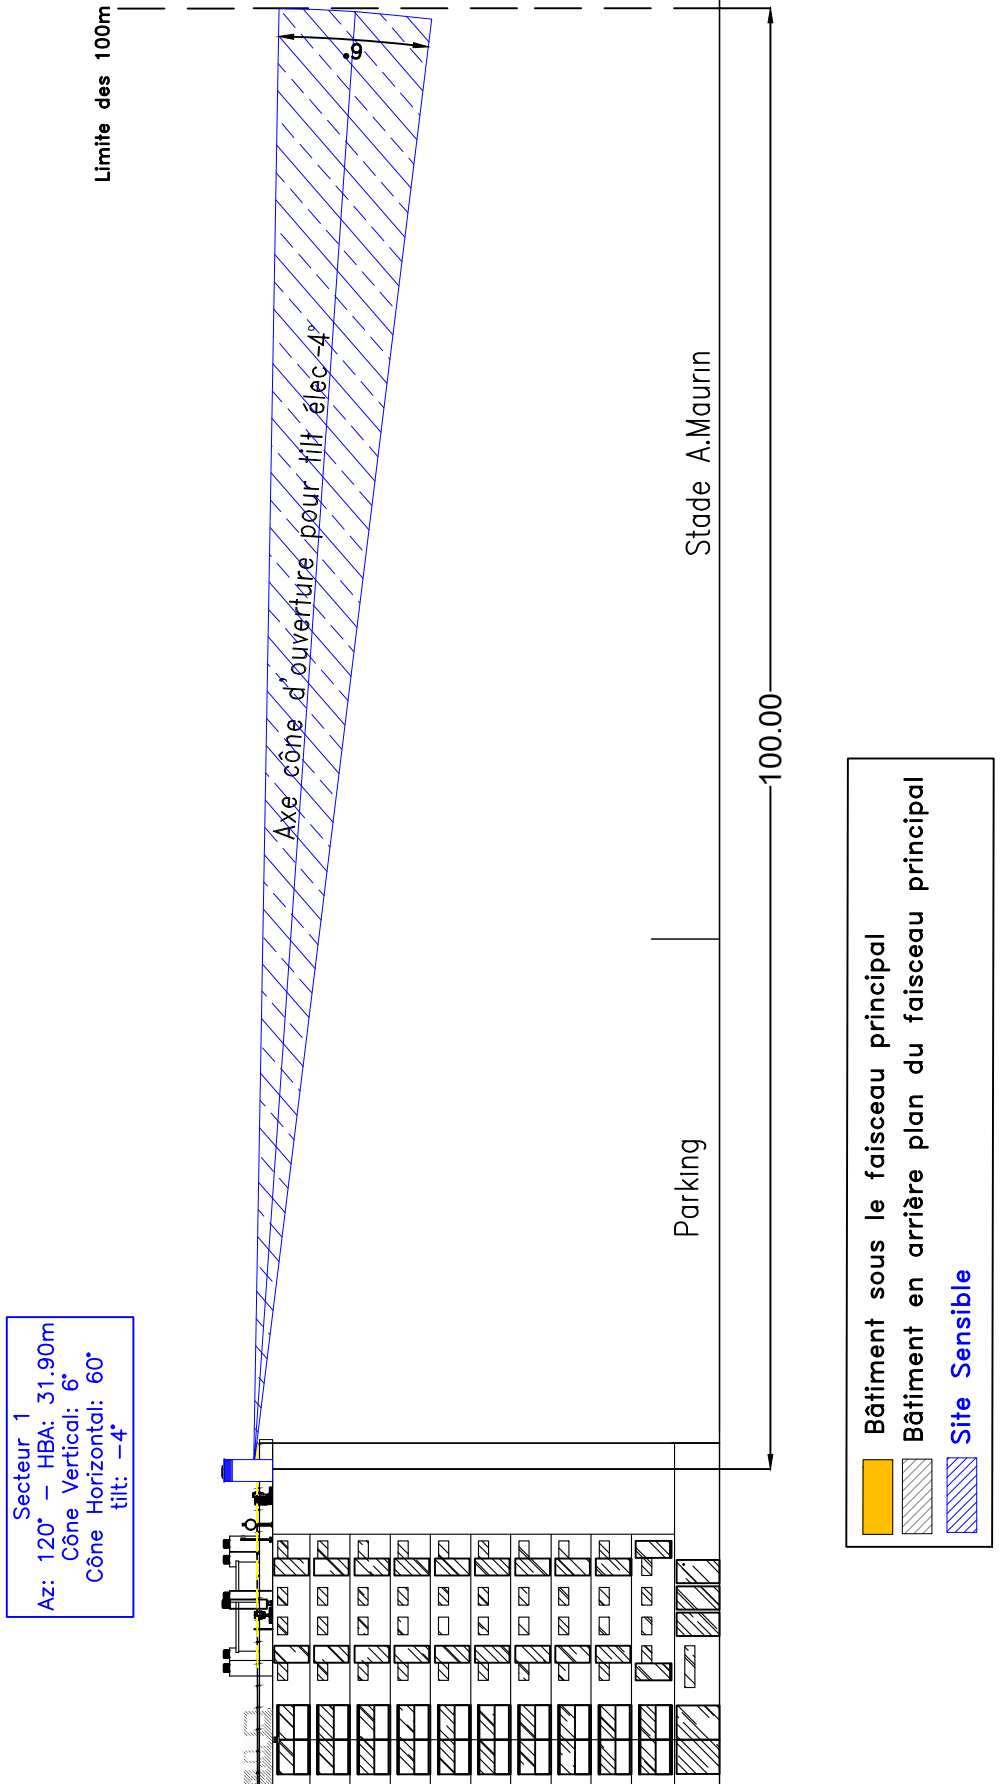 Limite des 100m
6°
Axe cône d'ouverture pour tilt élec-4°
Stade A.Maurin
Parking
100.00
Secteur 1
Az: 120° - HBA: 31.90m
Cône Vertical: 6°
Cône Horizontal: 60°
tilt: -4°
Bâtiment sous le faisceau principal
Bâtiment en arrière plan du faisceau principal
Site Sensible